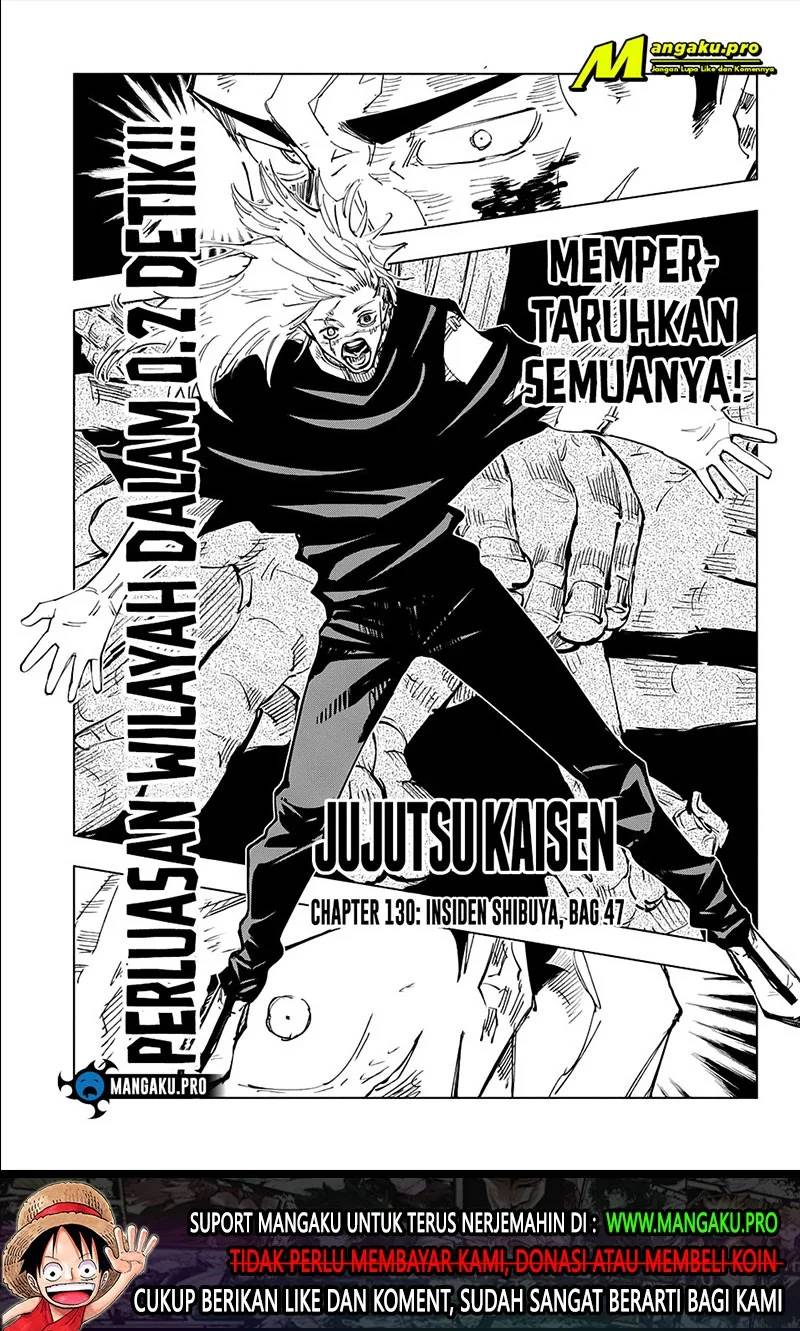 Mangaku.pro
Jangan Lupa Like dan Komennya
MEMPER-
TARUHKAN
SEMUANYA!
PERLUASAN WILAYAH DALAM 0.2 DETIK!!
JUJUTSU KAISEN
CHAPTER 130: INSIDEN SHIBUYA, BAG 47
MANGAKU.PRO
SUPORT MANGAKU UNTUK TERUS NERJEMAHIN DI : WWW.MANGAKU.PRO
TIDAK PERLU MEMBAYAR KAMI, DONASI ATAU MEMBELI KOIN
CUKUP BERIKAN LIKE DAN KOMENT, SUDAH SANGAT BERARTI BAGI KAMI